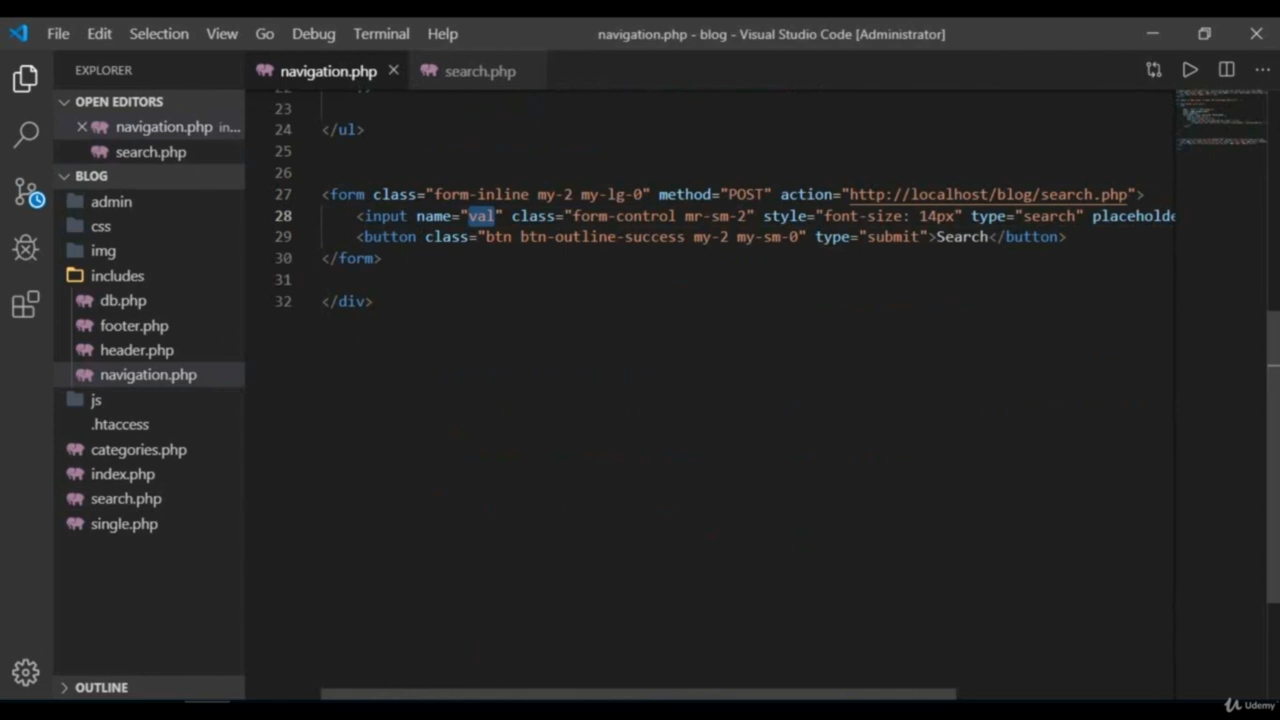 File Edit Selection View Go Debug Terminal Help
navigation.php - blog - Visual Studio Code [Administrator]
EXPLORER
navigation.php
search.php
OPEN EDITORS
navigation.php in...
search.php
BLOG
admin
css
img
includes
db.php
footer.php
header.php
navigation.php
js
.htaccess
categories.php
index.php
search.php
single.php
OUTLINE
23
24 </ul>
25
26
27 <form class="form-inline my-2 my-lg-0" method="POST" action="http://localhost/blog/search.php">
28 <input name="val" class="form-control mr-sm-2" style="font-size: 14px" type="search" placeholde
29 <button class="btn btn-outline-success my-2 my-sm-0" type="submit">Search</button>
30 </form>
31
32 </div>
Udemy